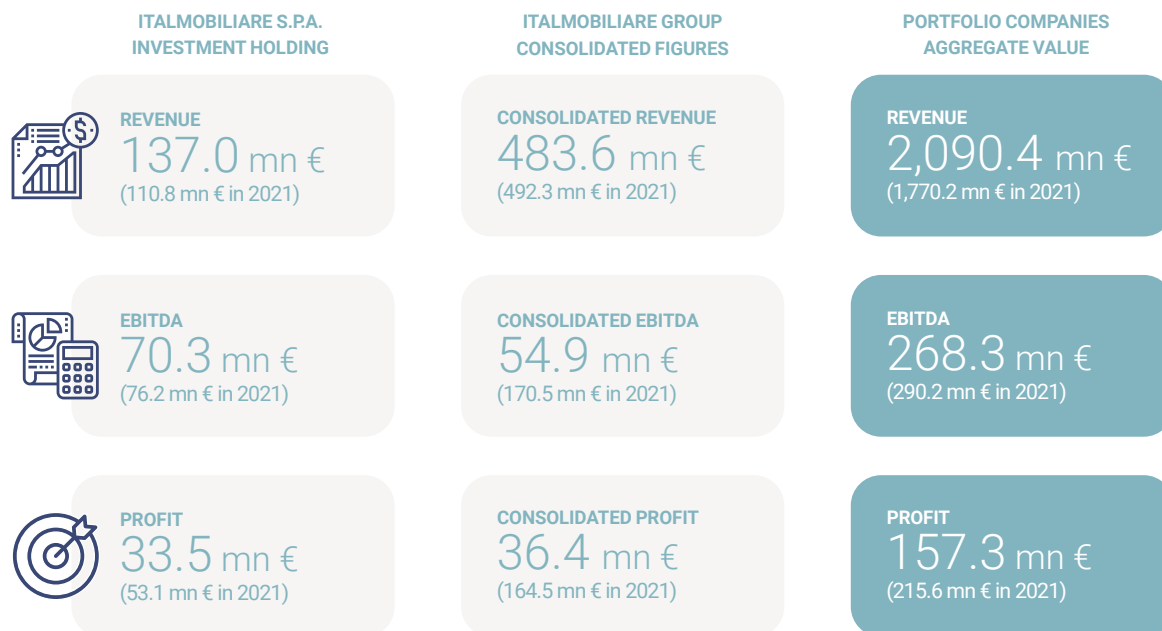 ITALMOBILIARE S.P.A.
INVESTMENT HOLDING
REVENUE
137.0 mn €
(110.8 mn € in 2021)
EBITDA
70.3 mn €
(76.2 mn € in 2021)
PROFIT
33.5 mn €
(53.1 mn € in 2021)
ITALMOBILIARE GROUP
CONSOLIDATED FIGURES
CONSOLIDATED REVENUE
483.6 mn €
(492.3 mn € in 2021)
CONSOLIDATED EBITDA
54.9 mn €
(170.5 mn € in 2021)
CONSOLIDATED PROFIT
36.4 mn €
(164.5 mn € in 2021)
PORTFOLIO COMPANIES
AGGREGATE VALUE
REVENUE
2,090.4 mn €
(1,770.2 mn € in 2021)
EBITDA
268.3 mn €
(290.2 mn € in 2021)
PROFIT
157.3 mn €
(215.6 mn € in 2021)